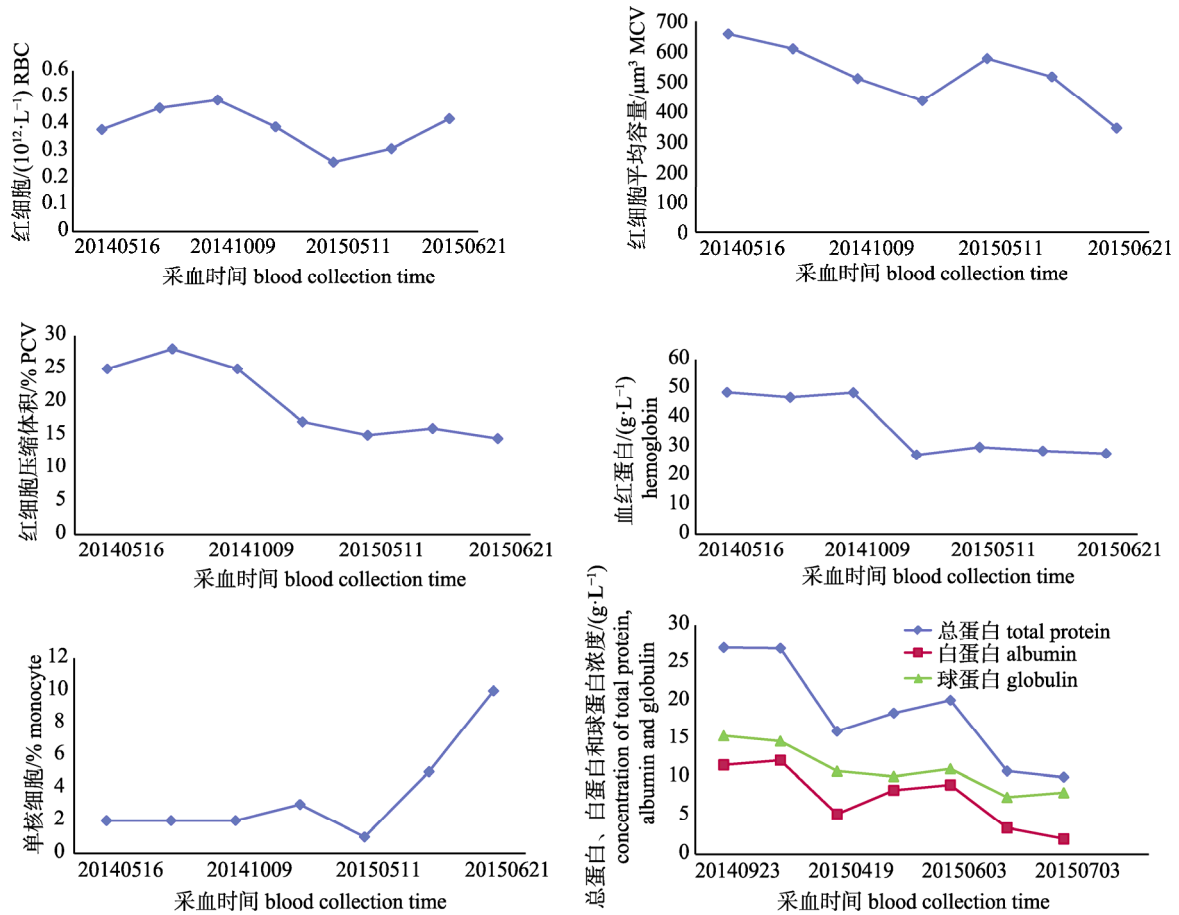 红细胞/(10¹²·L⁻¹) RBC
0.6
0.5
0.4
0.3
0.2
0.1
0
20140516 20141009 20150511 20150621
采血时间 blood collection time
红细胞平均容量/μm³ MCV
700
600
500
400
300
200
100
0
20140516 20141009 20150511 20150621
采血时间 blood collection time
红细胞压缩体积/% PCV
30
25
20
15
10
5
0
20140516 20141009 20150511 20150621
采血时间 blood collection time
血红蛋白/(g·L⁻¹)
hemoglobin
60
50
40
30
20
10
0
20140516 20141009 20150511 20150621
采血时间 blood collection time
单核细胞/% monocyte
12
10
8
6
4
2
0
20140516 20141009 20150511 20150621
采血时间 blood collection time
总蛋白、白蛋白和球蛋白浓度/(g·L⁻¹)
concentration of total protein,
albumin and globulin
30
25
20
15
10
5
0
总蛋白 total protein
白蛋白 albumin
球蛋白 globulin
20140923 20150419 20150603 20150703
采血时间 blood collection time